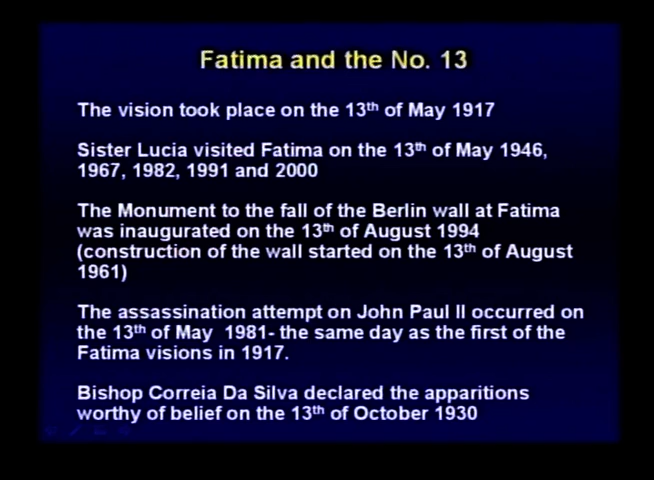 Fatima and the No. 13
The vision took place on the 13th of May 1917
Sister Lucia visited Fatima on the 13th of May 1946,
1967, 1982, 1991 and 2000
The Monument to the fall of the Berlin wall at Fatima
was inaugurated on the 13th of August 1994
(construction of the wall started on the 13th of August
1961)
The assassination attempt on John Paul II occurred on
the 13th of May  1981- the same day as the first of the
Fatima visions in 1917.
Bishop Correia Da Silva declared the apparitions
worthy of belief on the 13th of October 1930